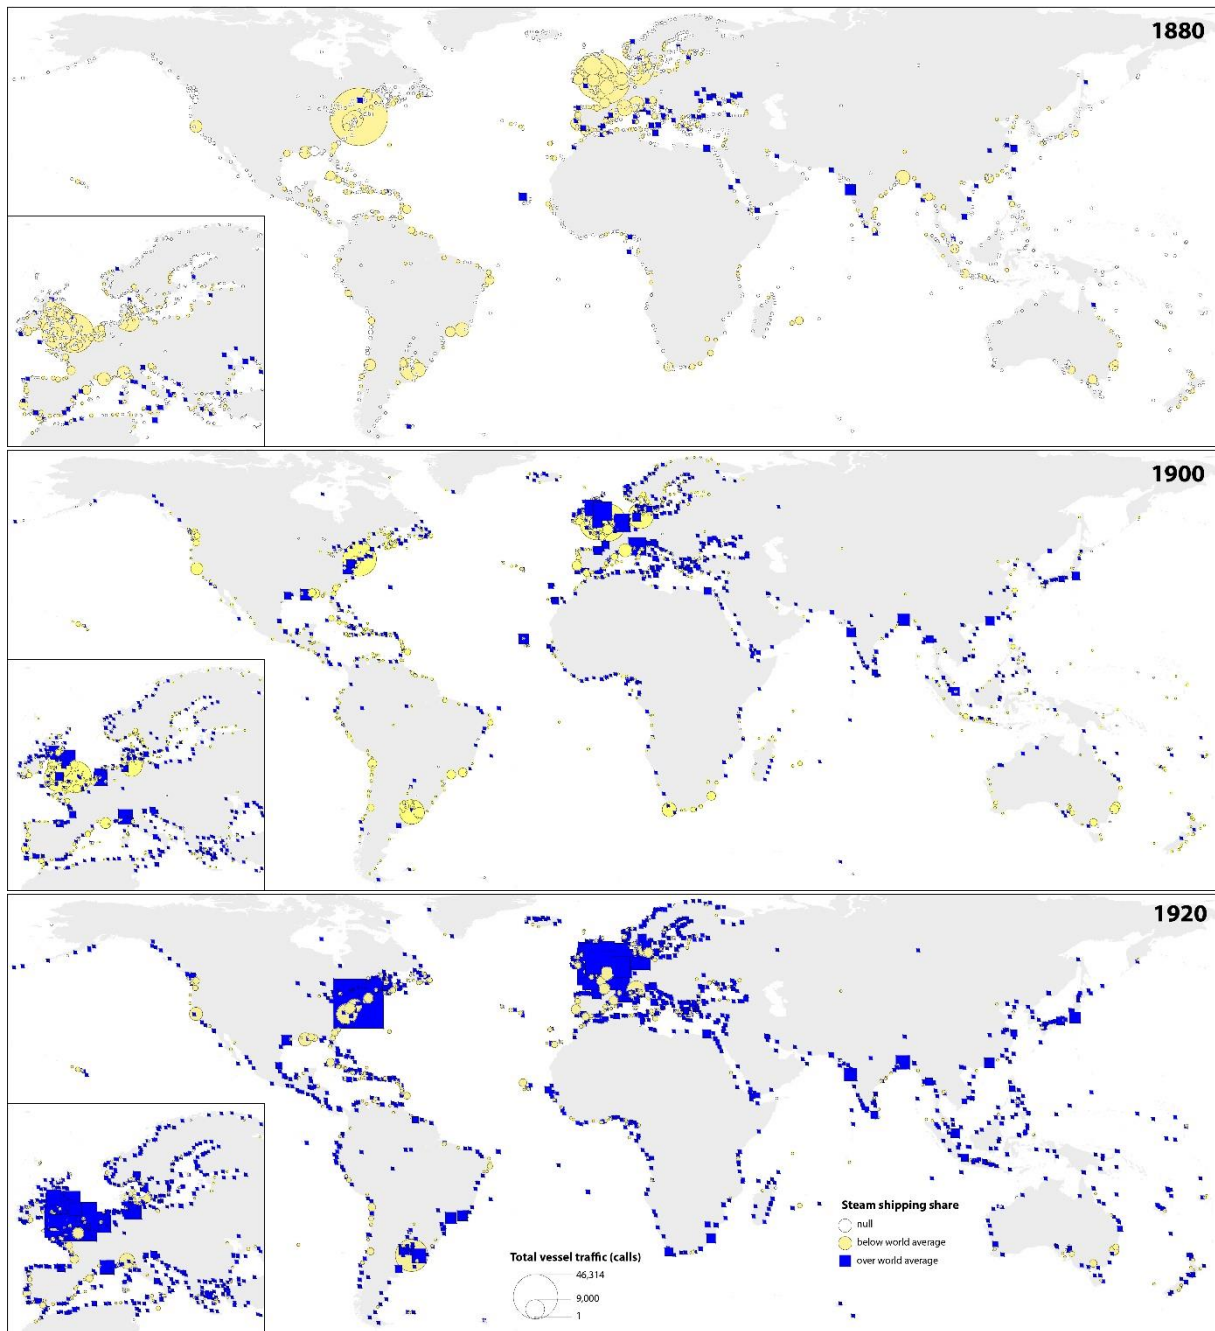 1880
1900
1920
Total vessel traffic (calls)
46,314
9,000
1
Steam shipping share
null
below world average
over world average